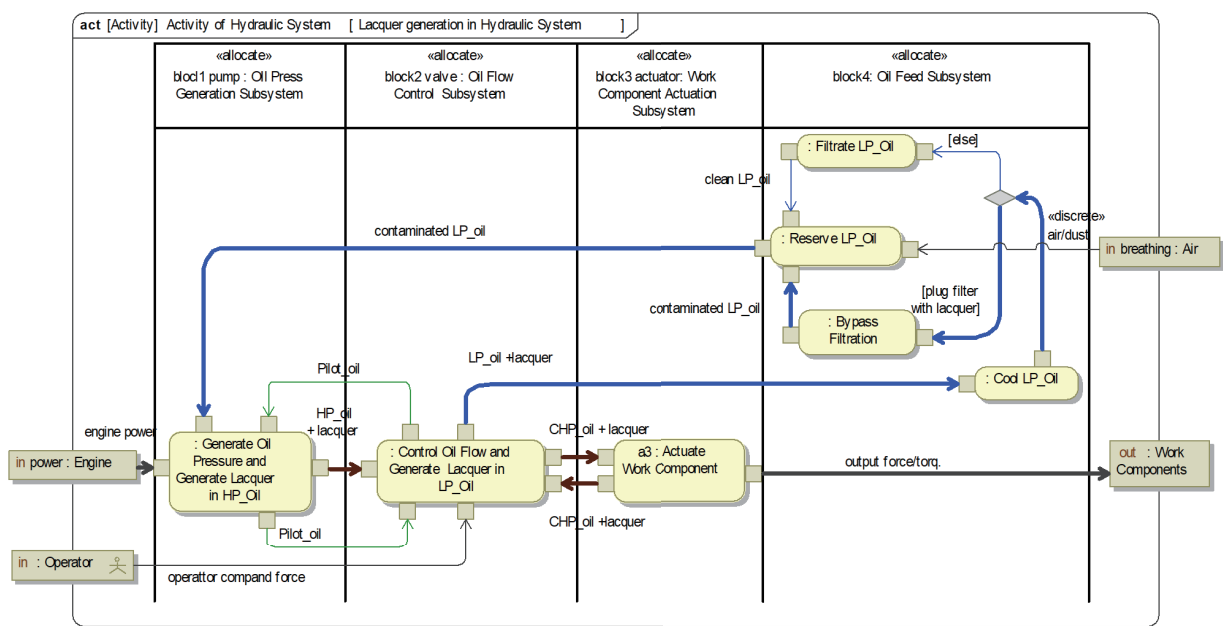 act [Activity] Activity of Hydraulic System [ Lacquer generation in Hydraulic System ]
«allocate»
blocl1 pump : Oil Press
Generation Subsystem
«allocate»
block2 valve : Oil Flow
Control Subsystem
«allocate»
block3 actuator: Work
Component Actuation
Subsystem
«allocate»
block4: Oil Feed Subsystem
: Filtrate LP_Oil
[else]
clean LP_oil
«discrete»
air/dust
contaminated LP_oil
: Reserve LP_Oil
in breathing : Air
contaminated LP_oil
[plug filter
with lacquer]
: Bypass
Filtration
LP_oil +lacquer
Pilot_oil
: Cool LP_Oil
HP_oil
+ lacquer
engine power
CHP_oil + lacquer
in power : Engine
: Generate Oil
Pressure and
Generate Lacquer
in HP_Oil
: Control Oil Flow and
Generate Lacquer in
LP_Oil
a3 : Actuate
Work Component
output force/torq.
out : Work
Components
CHP_oil +lacquer
Pilot_oil
in : Operator
operattor compand force